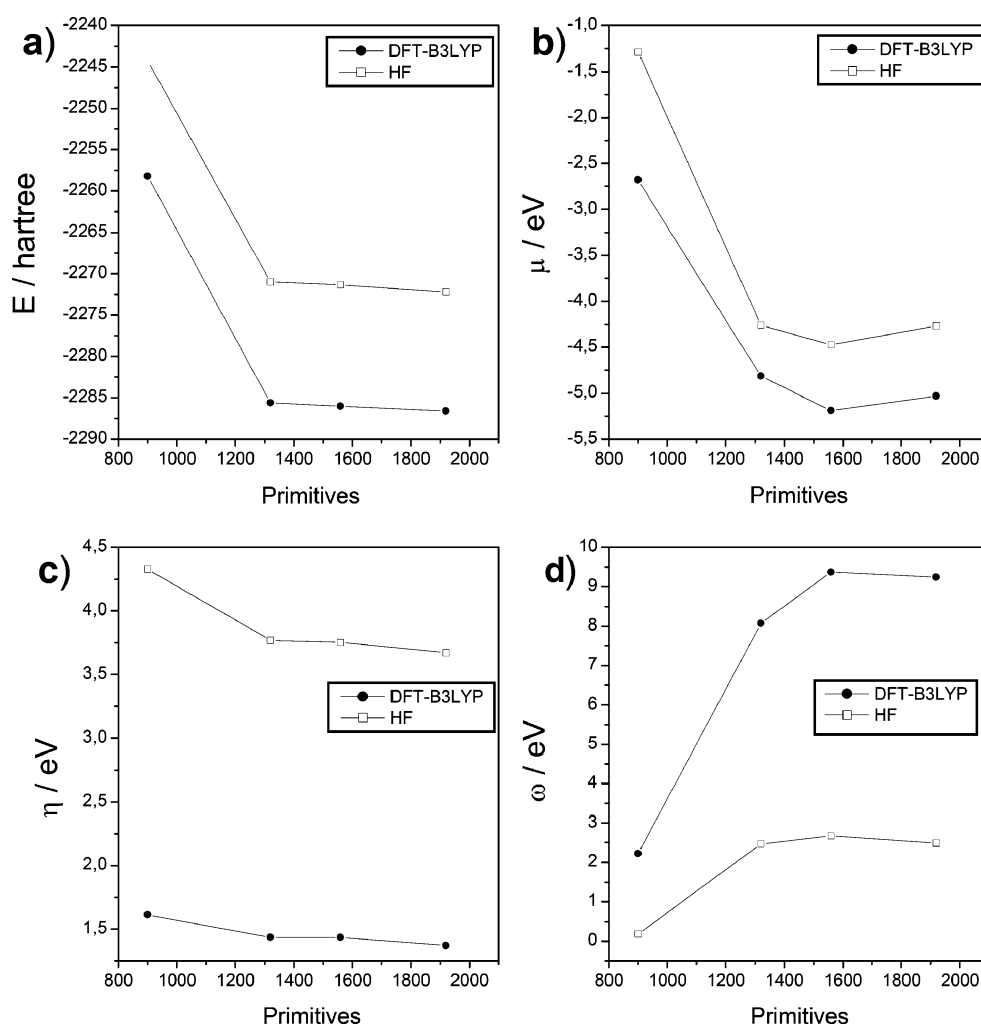 a)
-2240
-2245
-2250
-2255
-2260
-2265
-2270
-2275
-2280
-2285
-2290
E / hartree
DFT-B3LYP
HF
800 1000 1200 1400 1600 1800 2000
Primitives
b)
-1,0
-1,5
-2,0
-2,5
-3,0
-3,5
-4,0
-4,5
-5,0
-5,5
μ / eV
DFT-B3LYP
HF
800 1000 1200 1400 1600 1800 2000
Primitives
c)
4,5
4,0
3,5
3,0
2,5
2,0
1,5
η / eV
DFT-B3LYP
HF
800 1000 1200 1400 1600 1800 2000
Primitives
d)
10
9
8
7
6
5
4
3
2
1
0
ω / eV
DFT-B3LYP
HF
800 1000 1200 1400 1600 1800 2000
Primitives